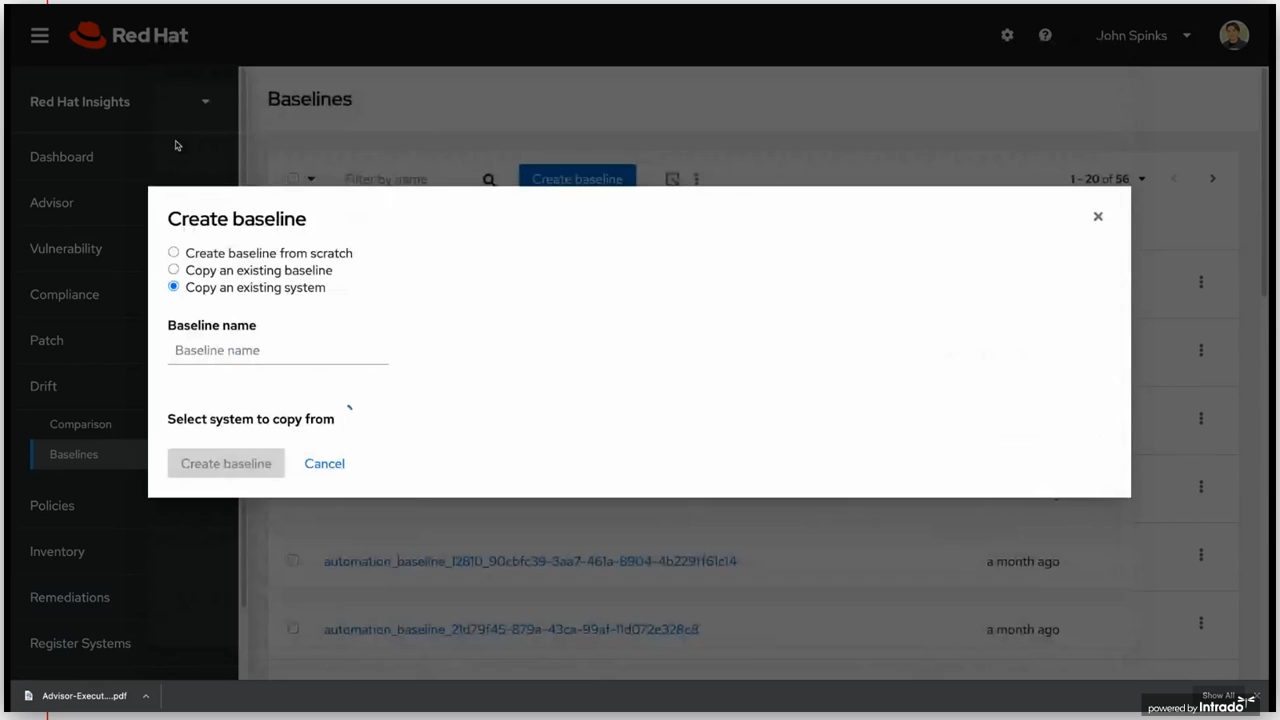 Red Hat
John Spinks
Red Hat Insights
Baselines
Dashboard
Filter by name
Create baseline
1 - 20 of 56
Advisor
Create baseline
Vulnerability
Create baseline from scratch
Copy an existing baseline
Copy an existing system
Compliance
Baseline name
Patch
Baseline name
Drift
Comparison
Select system to copy from
Baselines
Create baseline
Cancel
Policies
Inventory
automation_baseline_12810_90cbfc39-3aa7-461a-8904-4b229ff61c14
a month ago
Remediations
automation_baseline_21d79f45-879a-43ca-99af-11d072e328c8
a month ago
Register Systems
Advisor-Execut....pdf
Show All
powered by Intrado